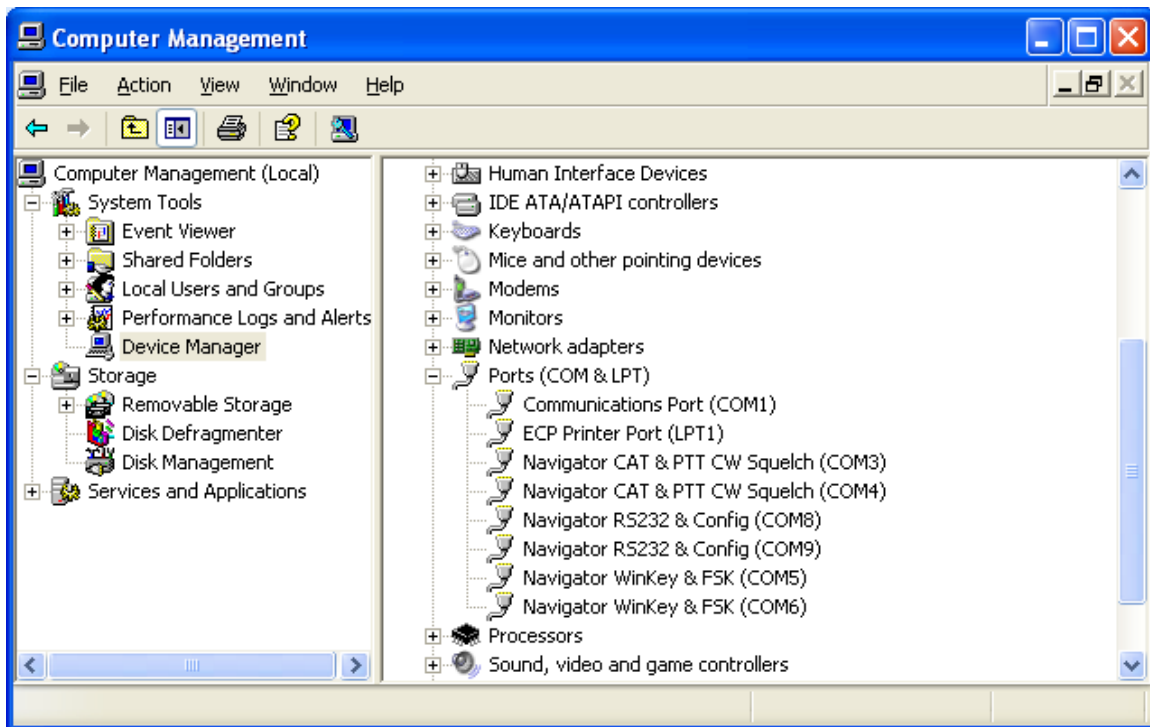 Computer Management
File Action View Window Help
Computer Management (Local)
System Tools
Event Viewer
Shared Folders
Local Users and Groups
Performance Logs and Alerts
Device Manager
Storage
Removable Storage
Disk Defragmenter
Disk Management
Services and Applications
Human Interface Devices
IDE ATA/ATAPI controllers
Keyboards
Mice and other pointing devices
Modems
Monitors
Network adapters
Ports (COM & LPT)
Communications Port (COM1)
ECP Printer Port (LPT1)
Navigator CAT & PTT CW Squelch (COM3)
Navigator CAT & PTT CW Squelch (COM4)
Navigator RS232 & Config (COM8)
Navigator RS232 & Config (COM9)
Navigator WinKey & FSK (COM5)
Navigator WinKey & FSK (COM6)
Processors
Sound, video and game controllers